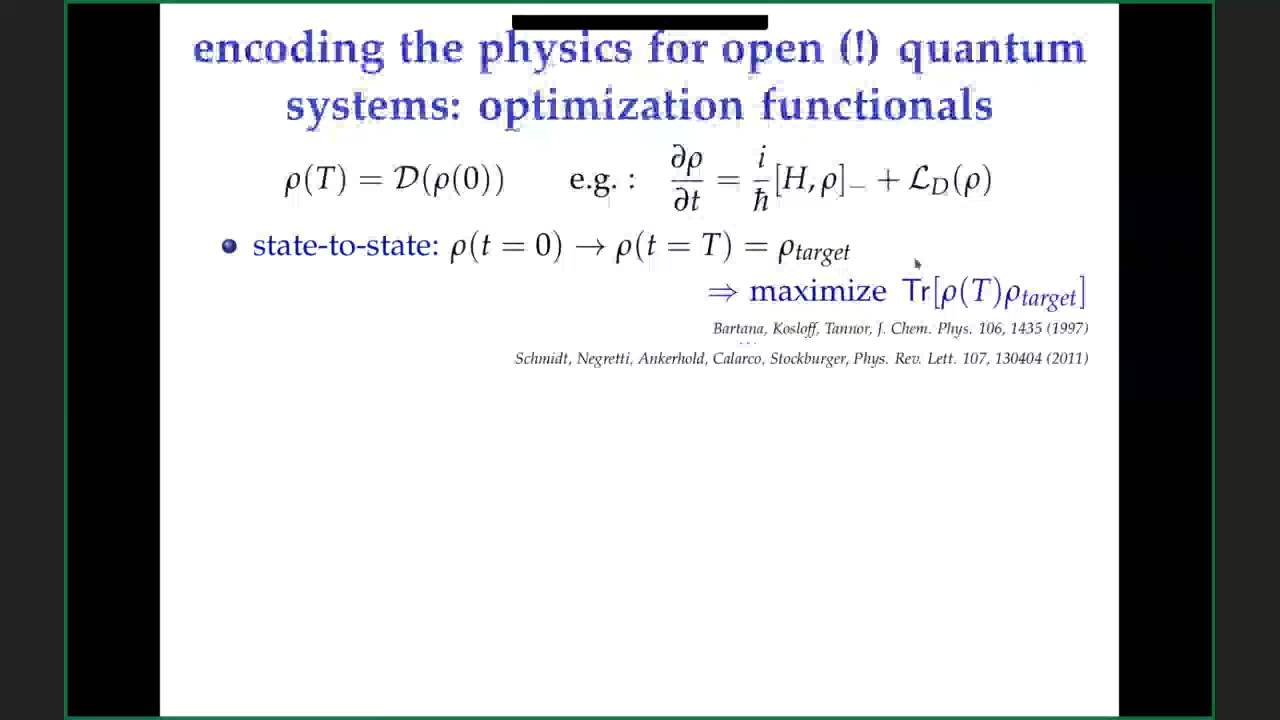 encoding the physics for open (!) quantum
systems: optimization functionals
ρ(T) = 𝒟(ρ(0)) e.g. : ∂ρ/∂t = i/ħ [H, ρ]₋ + ℒ_D(ρ)
state-to-state: ρ(t = 0) → ρ(t = T) = ρ_target
⇒ maximize Tr[ρ(T)ρ_target]
Bartana, Kosloff, Tannor, J. Chem. Phys. 106, 1435 (1997)
...
Schmidt, Negretti, Ankerhold, Calarco, Stockburger, Phys. Rev. Lett. 107, 130404 (2011)